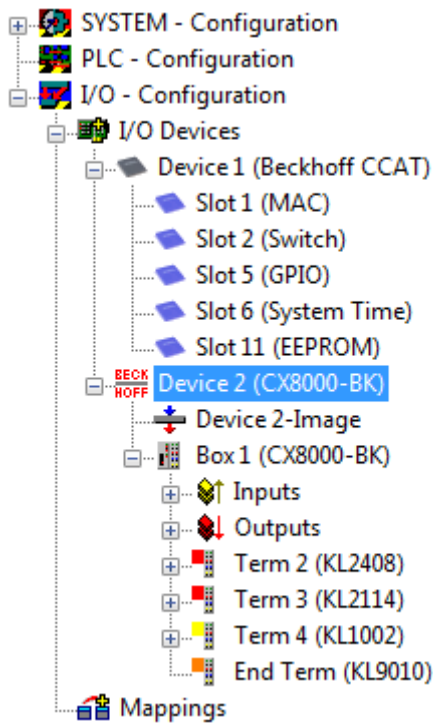 SYSTEM - Configuration
PLC - Configuration
I/O - Configuration
I/O Devices
Device 1 (Beckhoff CCAT)
Slot 1 (MAC)
Slot 2 (Switch)
Slot 5 (GPIO)
Slot 6 (System Time)
Slot 11 (EEPROM)
BECK
HOFF
Device 2 (CX8000-BK)
Device 2-Image
Box 1 (CX8000-BK)
Inputs
Outputs
Term 2 (KL2408)
Term 3 (KL2114)
Term 4 (KL1002)
End Term (KL9010)
Mappings